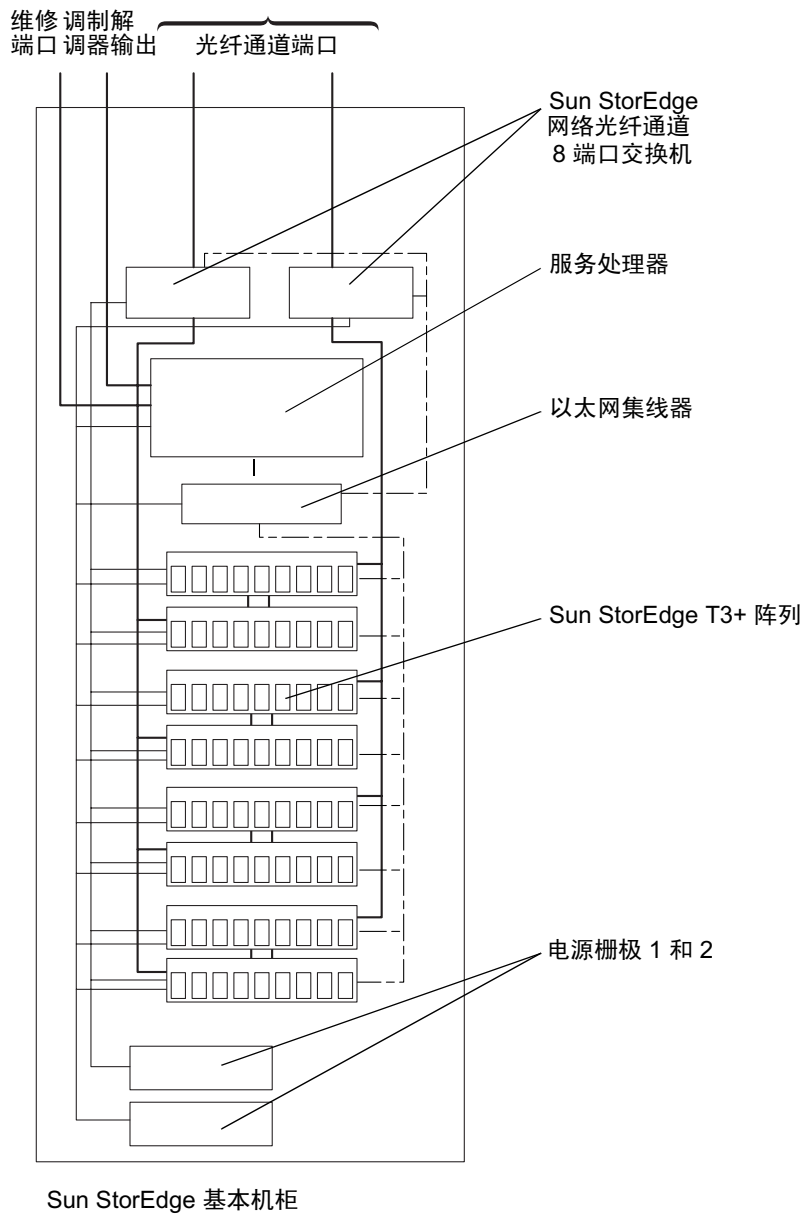 维修 调制解
端口 调器输出
光纤通道端口
Sun StorEdge
网络光纤通道
8 端口交换机
服务处理器
以太网集线器
Sun StorEdge T3+ 阵列
电源栅极 1 和 2
Sun StorEdge 基本机柜